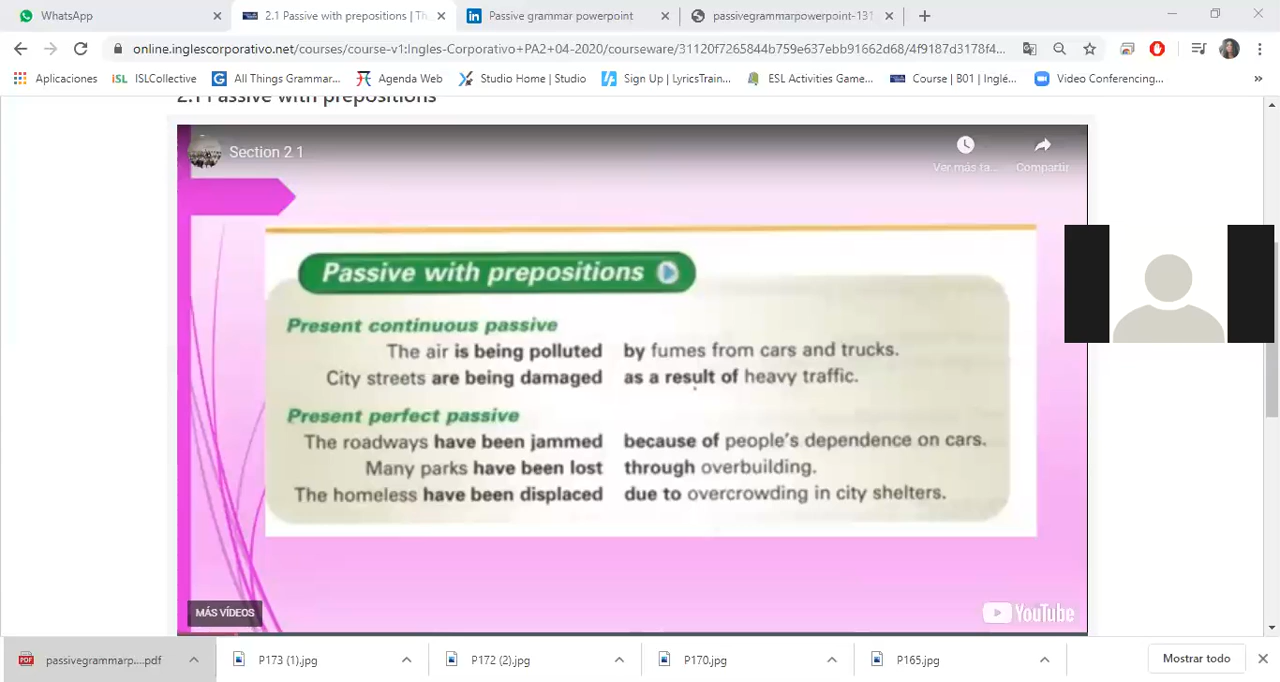 WhatsApp
2.1 Passive with prepositions | Th
Passive grammar powerpoint
passivegrammarpowerpoint-131
online.inglescorporativo.net/courses/course-v1:Ingles-Corporativo+PA2+04-2020/courseware/31120f7265844b759e637ebb91662d68/4f9187d3178f4...
Aplicaciones
iSL ISLCollective
All Things Grammar...
Agenda Web
Studio Home | Studio
Sign Up | LyricsTrain...
ESL Activities Game...
Course | B01 | Inglé...
Video Conferencing...
2.1 Passive with prepositions
Section 2 1
Ver más ta...
Compartir
Passive with prepositions
Present continuous passive
The air is being polluted by fumes from cars and trucks.
City streets are being damaged as a result of heavy traffic.
Present perfect passive
The roadways have been jammed because of people's dependence on cars.
Many parks have been lost through overbuilding.
The homeless have been displaced due to overcrowding in city shelters.
MÁS VÍDEOS
YouTube
passivegrammarp....pdf
P173 (1).jpg
P172 (2).jpg
P170.jpg
P165.jpg
Mostrar todo